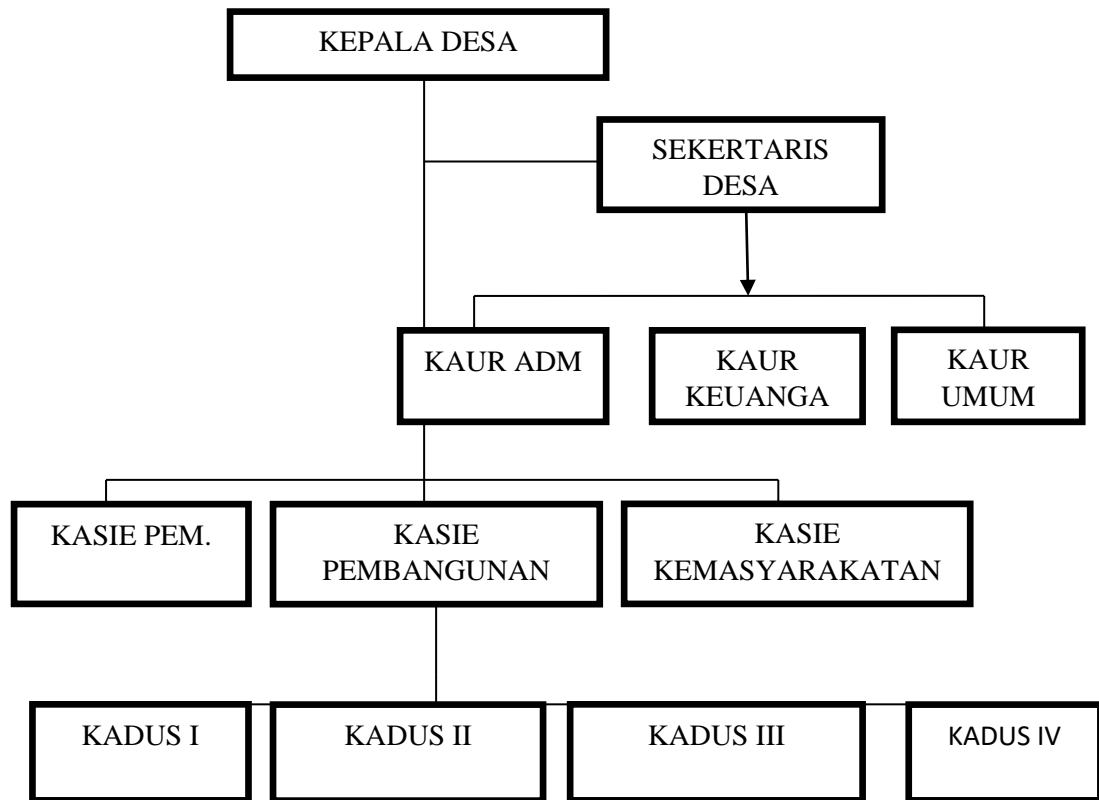 KEPALA DESA
SEKERTARIS
DESA
KAUR ADM
KAUR
KEUANGA
KAUR
UMUM
KASIE PEM.
KASIE
PEMBANGUNAN
KASIE
KEMASYARAKATAN
KADUS I
KADUS II
KADUS III
KADUS IV